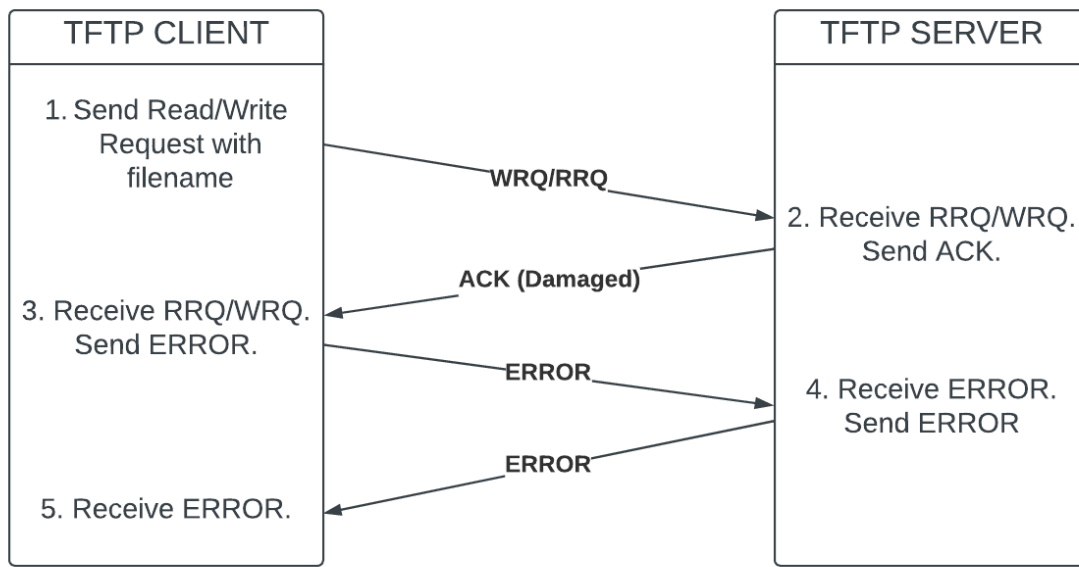 TFTP CLIENT
TFTP SERVER
1. Send Read/Write
Request with
filename
WRQ/RRQ
2. Receive RRQ/WRQ.
Send ACK.
ACK (Damaged)
3. Receive RRQ/WRQ.
Send ERROR.
ERROR
4. Receive ERROR.
Send ERROR
ERROR
5. Receive ERROR.